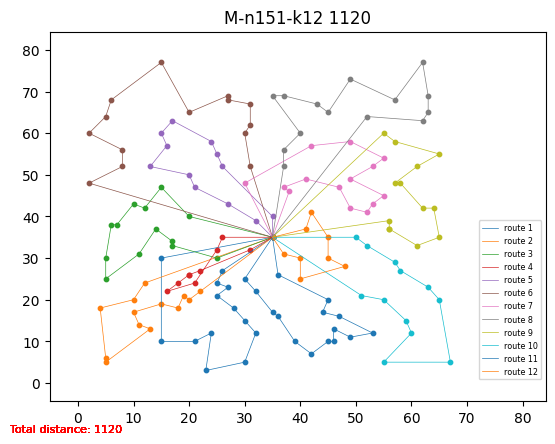 M-n151-k12 1120
80
70
60
50
40
30
20
10
0
0 10 20 30 40 50 60 70 80
route 1
route 2
route 3
route 4
route 5
route 6
route 7
route 8
route 9
route 10
route 11
route 12
Total distance: 1120